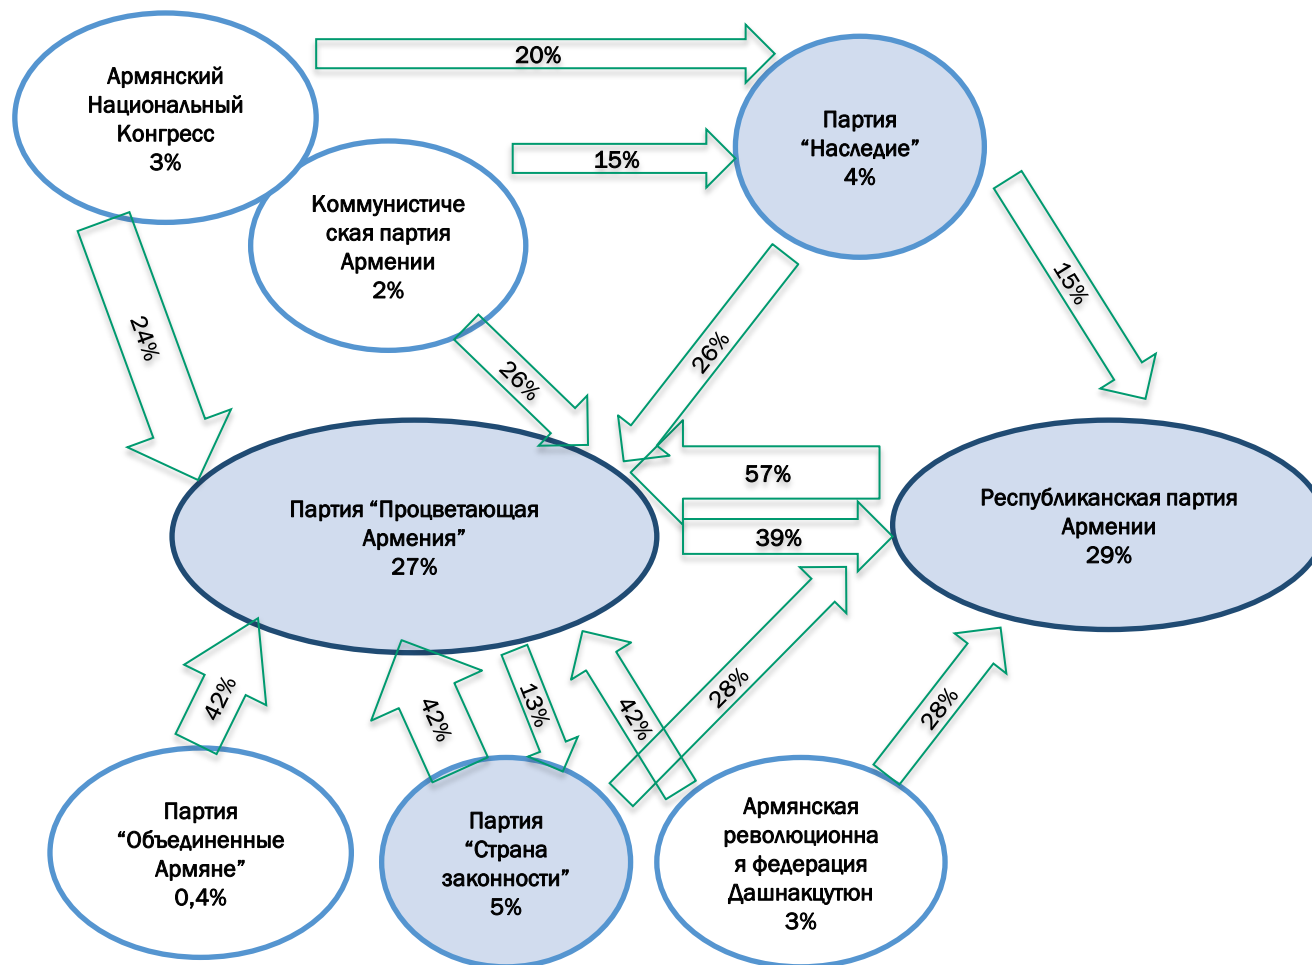 20%
Армянский
Национальный
Конгресс
3%
Партия
“Наследие”
4%
15%
Коммунистиче
ская партия
Армении
2%
15%
24%
26%
26%
57%
Партия “Процветающая
Армения”
27%
Республиканская партия
Армении
29%
39%
42%
42%
13%
42%
28%
28%
Партия
“Объединенные
Армяне”
0,4%
Партия
“Страна
законности”
5%
Армянская
революционна
я федерация
Дашнакцутюн
3%